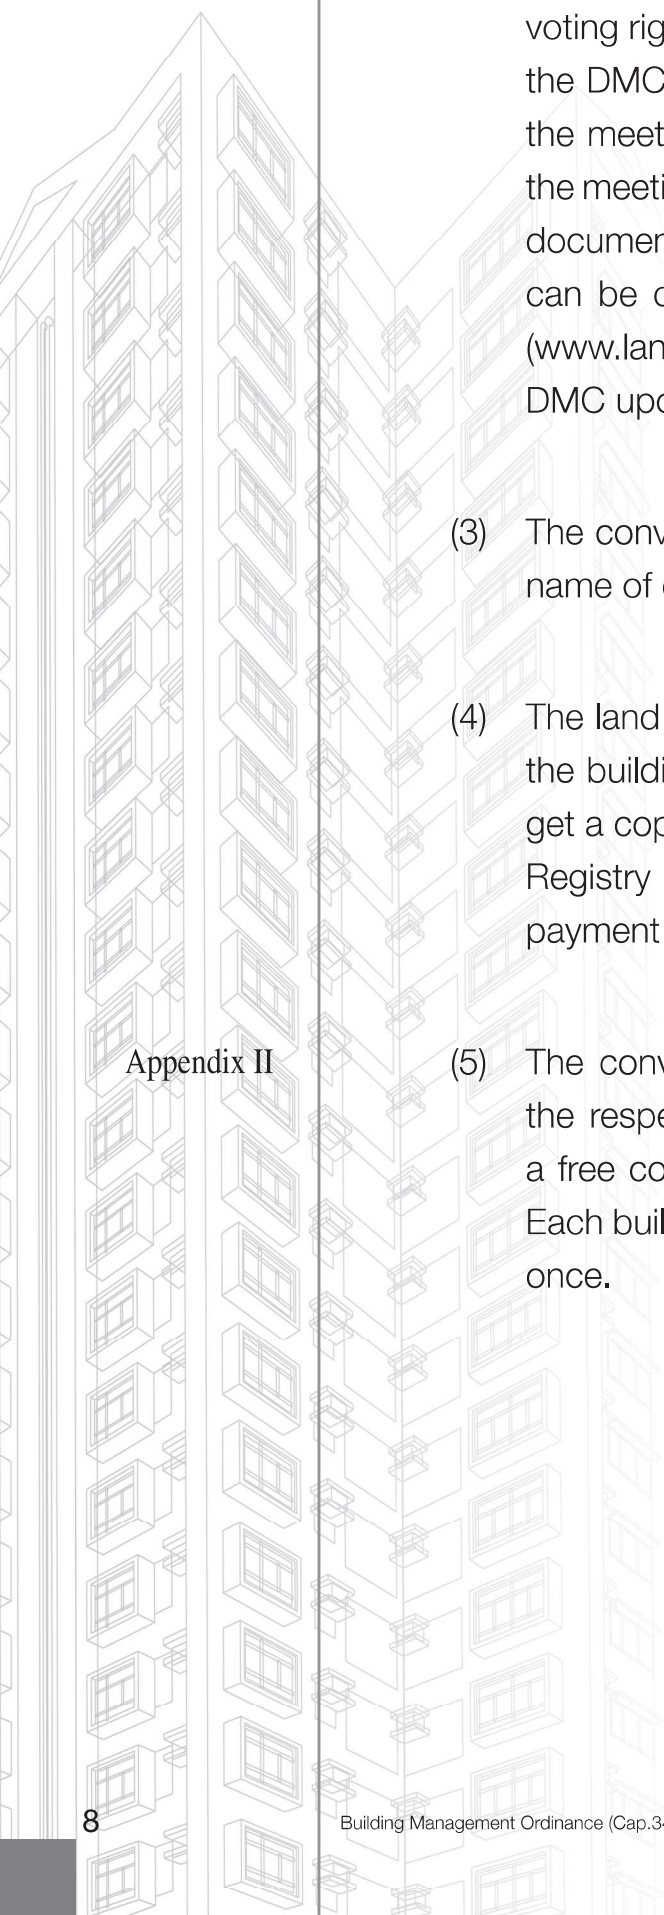 voting rig
the DMC
the meet
the meeti
documen
can be
(www.lan
DMC upo
(3) The conv
name of
(4) The land
the buildi
get a cop
Registry
payment
Appendix II
(5) The conv
the respe
a free co
Each buil
once.
8
Building Management Ordinance (Cap.34